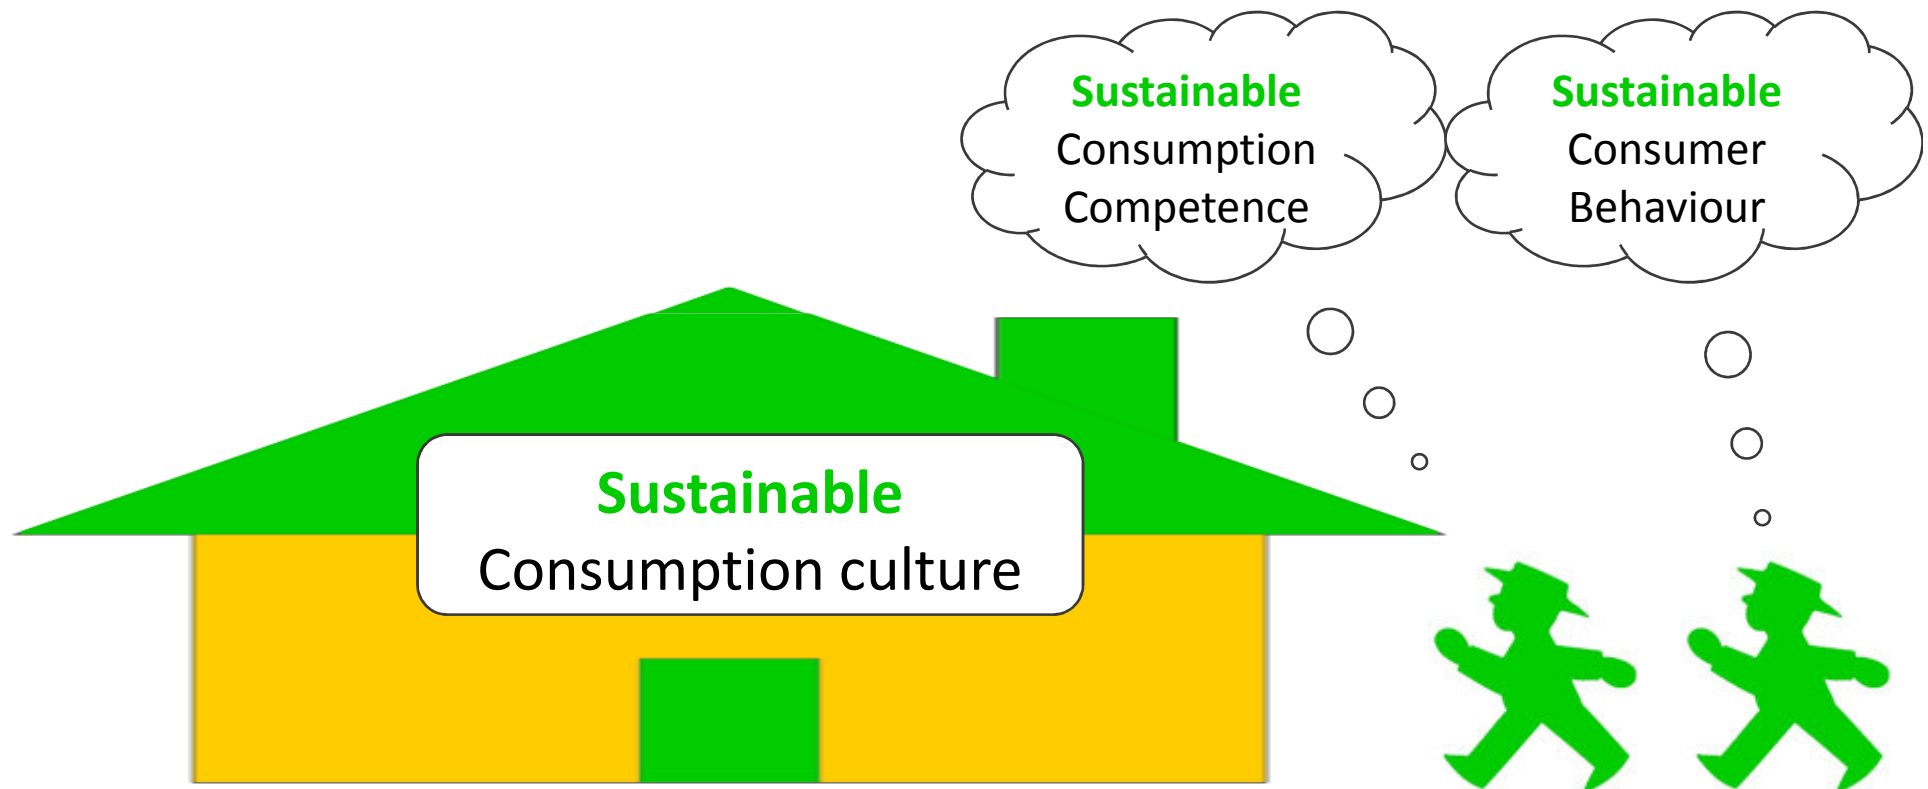 Sustainable
Consumption
Competence
Sustainable
Consumer
Behaviour
Sustainable
Consumption culture